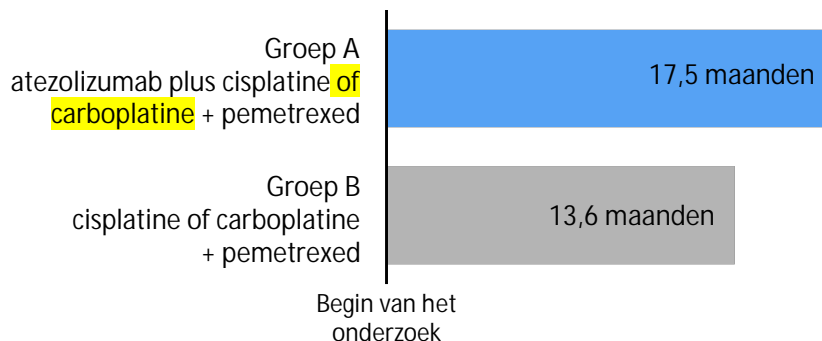 Groep A
atezolizumab plus cisplatine of
carboplatine + pemetrexed
17,5 maanden
Groep B
cisplatine of carboplatine
+ pemetrexed
13,6 maanden
Begin van het
onderzoek